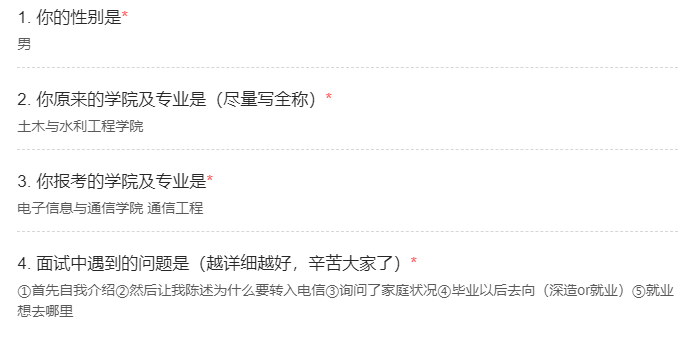 1. 你的性别是*
男
2. 你原来的学院及专业是（尽量写全称）*
土木与水利工程学院
3. 你报考的学院及专业是*
电子信息与通信学院 通信工程
4. 面试中遇到的问题是（越详细越好，辛苦大家了）*
①首先自我介绍②然后让我陈述为什么要转入电信③询问了家庭状况④毕业以后去向（深造or就业）⑤就业
想去哪里